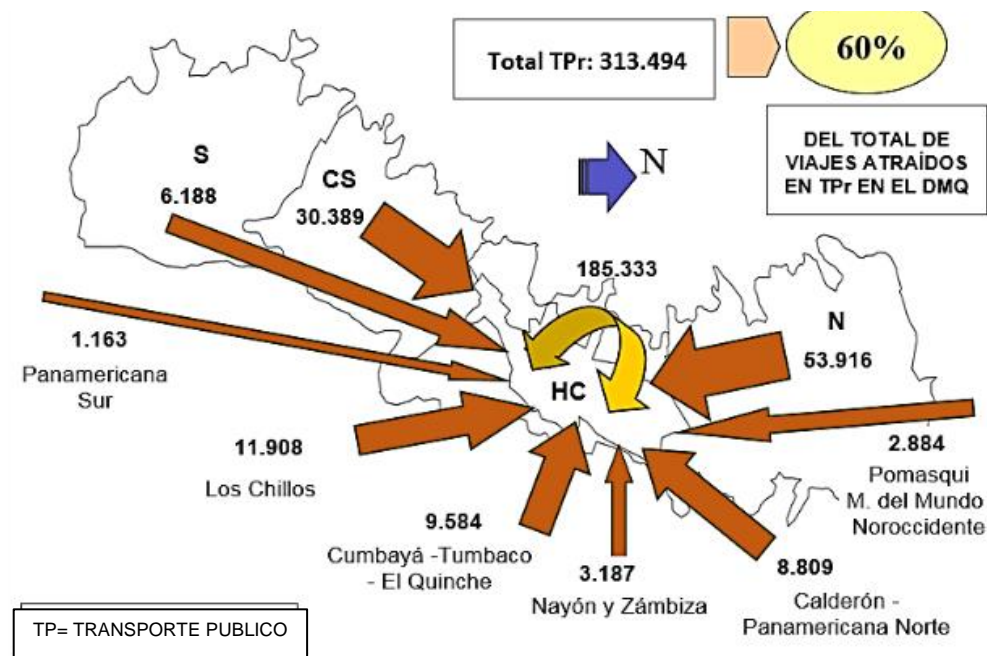 Total TPr: 313.494
60%
DEL TOTAL DE
VIAJES ATRAÍDOS
EN TPr EN EL DMQ
N
S
6.188
CS
30.389
185.333
N
53.916
HC
1.163
Panamericana
Sur
11.908
Los Chillos
9.584
Cumbayá -Tumbaco
- El Quinche
3.187
Nayón y Zámbiza
8.809
Calderón -
Panamericana Norte
2.884
Pomasqui
M. del Mundo
Noroccidente
TP= TRANSPORTE PUBLICO